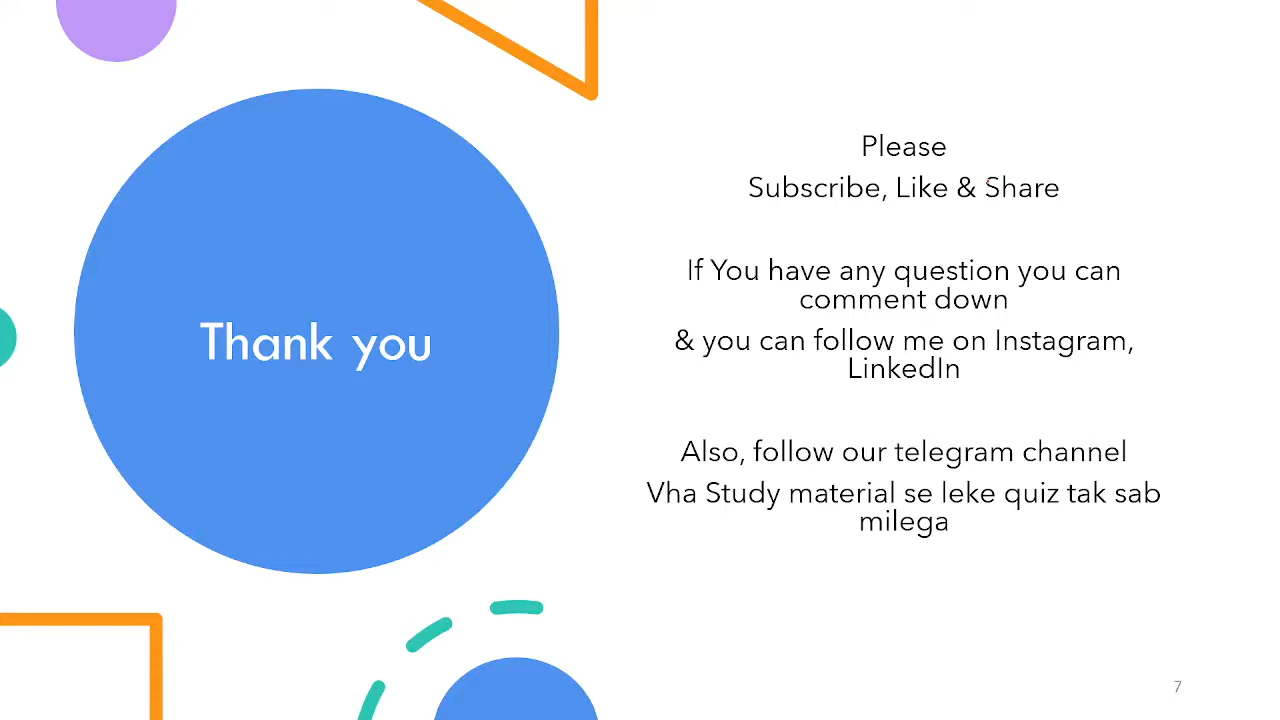 Thank you
Please
Subscribe, Like & Share
If You have any question you can
comment down
& you can follow me on Instagram,
LinkedIn
Also, follow our telegram channel
Vha Study material se leke quiz tak sab
milega
7